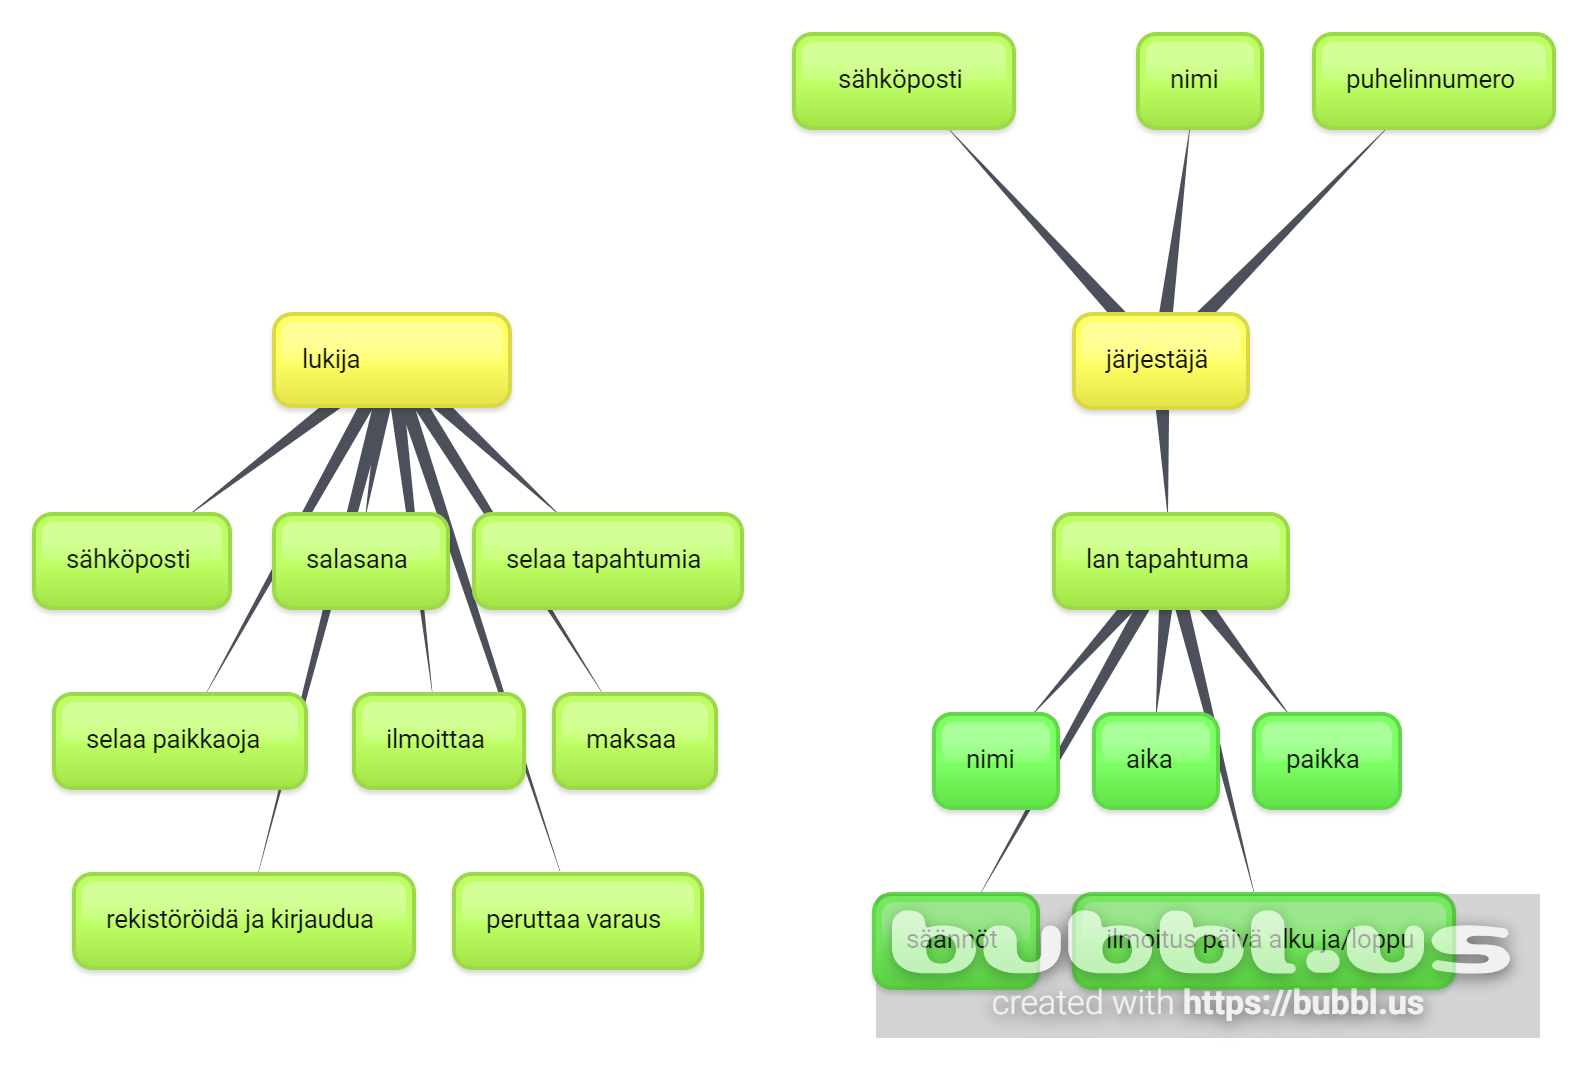 sähköposti
nimi
puhelinnumero
lukija
järjestäjä
sähköposti
salasana
selaa tapahtumia
lan tapahtuma
selaa paikkaoja
ilmoittaa
maksaa
nimi
aika
paikka
rekistöröidä ja kirjaudua
peruttaa varaus
säännöt
ilmoitus päivä alku ja/loppu
bubbl.us
created with https://bubbl.us